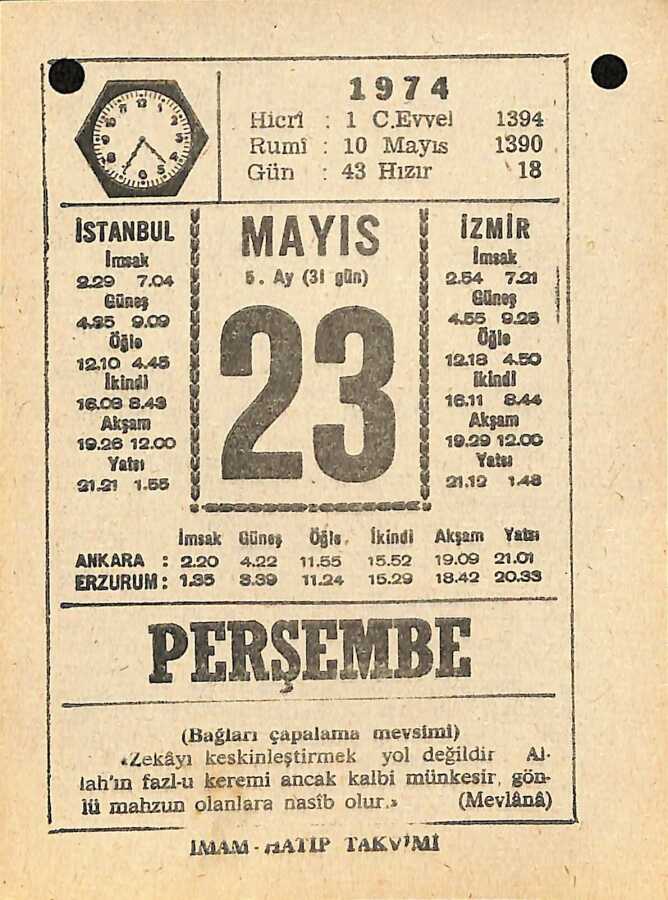 1974
Hicrî : 1 C.Evvel 1394
Rumî : 10 Mayıs 1390
Gün : 43 Hızır 18
İSTANBUL
İmsak
2.29 7.04
Güneş
4.35 9.09
Öğle
12.10 4.45
İkindi
16.08 8.43
Akşam
19.26 12.00
Yatsı
21.21 1.55
MAYIS
5. Ay (31 gün)
23
İZMİR
İmsak
2.54 7.21
Güneş
4.55 9.25
Öğle
12.18 4.50
İkindi
16.11 8.44
Akşam
19.29 12.00
Yatsı
21.12 1.48
İmsak Güneş Öğle İkindi Akşam Yatsı
ANKARA : 2.20 4.22 11.55 15.52 19.09 21.01
ERZURUM : 1.35 3.39 11.24 15.29 18.42 20.33
PERŞEMBE
(Bağları çapalama mevsimi)
«Zekâyı keskinleştirmek yol değildir Al-
lah'ın fazl-u keremi ancak kalbi münkesir, gön-
lü mahzun olanlara nasîb olur.» (Mevlânâ)
İMAM - HATİP TAKVİMİ